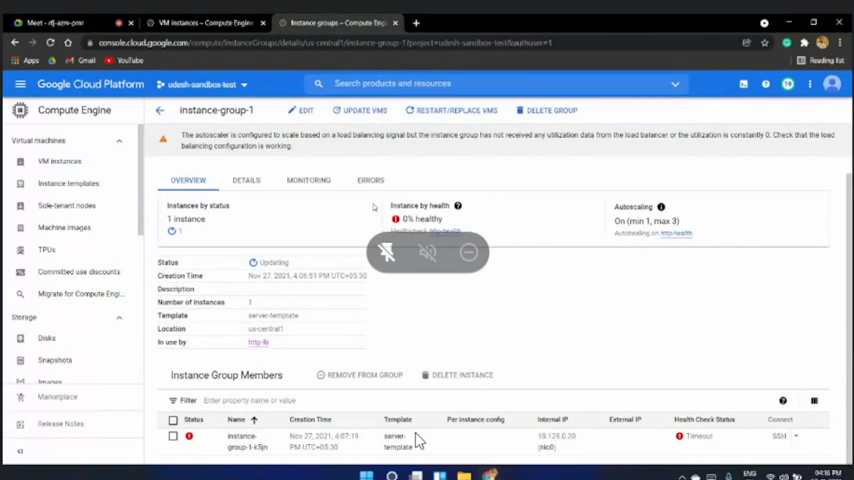 Meet - rfj-azrv-pmr
VM instances – Compute Engine
Instance groups – Compute Eng
console.cloud.google.com/compute/instanceGroups/details/us-central1/instance-group-1?project=udesh-sandbox-test&authuser=1
Apps
Gmail
YouTube
Reading list
Google Cloud Platform
udesh-sandbox-test
Search products and resources
19
Compute Engine
instance-group-1
EDIT
UPDATE VMS
RESTART/REPLACE VMS
DELETE GROUP
Virtual machines
VM instances
Instance templates
Sole-tenant nodes
Machine images
TPUs
Committed use discounts
Migrate for Compute Engi...
Storage
Disks
Snapshots
Images
Marketplace
Release Notes
The autoscaler is configured to scale based on a load balancing signal but the instance group has not received any utilization data from the load balancer or the utilization is constantly 0. Check that the load
balancing configuration is working.
OVERVIEW
DETAILS
MONITORING
ERRORS
Instances by status
1 instance
1
Instance by health
0% healthy
Autoscaling
On (min 1, max 3)
Autohealing on http-health
Status
Updating
Creation Time
Nov 27, 2021, 4:06:51 PM UTC+05:30
Description
Number of instances
1
Template
server-template
Location
us-central1
In use by
http-lb
Instance Group Members
REMOVE FROM GROUP
DELETE INSTANCE
Filter
Enter property name or value
Status
Name
Creation Time
Template
Per instance config
Internal IP
External IP
Health Check Status
Connect
instance-
group-1-k5jn
Nov 27, 2021, 4:07:19
PM UTC+05:30
server-
template
10.128.0.20
(nic0)
Timeout
SSH
ENG
04:16 PM